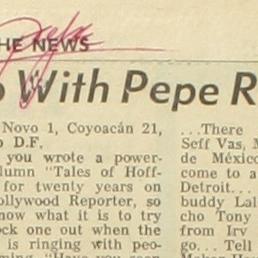 THE NEWS
o With Pepe R
Novo 1, Coyoacán 21,
o D.F.
you wrote a power-
lumn "Tales of Hoff-
for twenty years on
ollywood Reporter, so
now what it is to try
ck one out when the
is ringing with peo-
...There
Seff Vas, M
de México
come to a
Detroit...
buddy Lal
cho Tony
from Irv
go... Tell